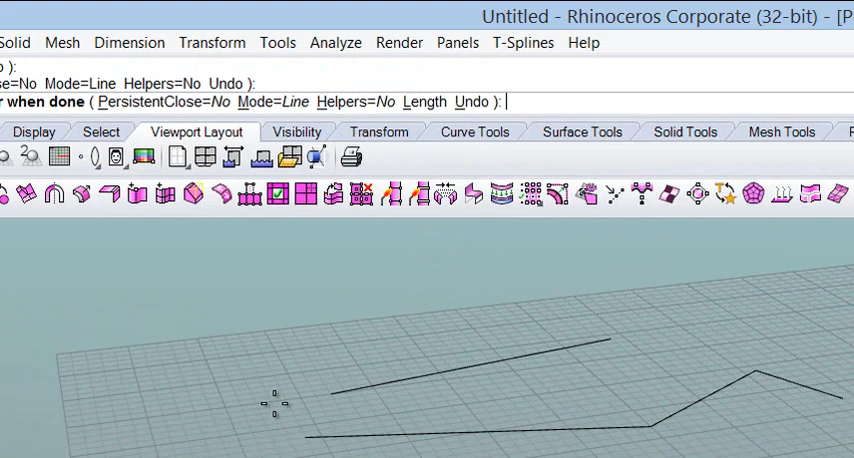 Untitled - Rhinoceros Corporate (32-bit) - [P
Solid Mesh Dimension Transform Tools Analyze Render Panels T-Splines Help
o ):
se=No Mode=Line Helpers=No Undo ):
r when done ( PersistentClose=No Mode=Line Helpers=No Length Undo ):
Display Select Viewport Layout Visibility Transform Curve Tools Surface Tools Solid Tools Mesh Tools